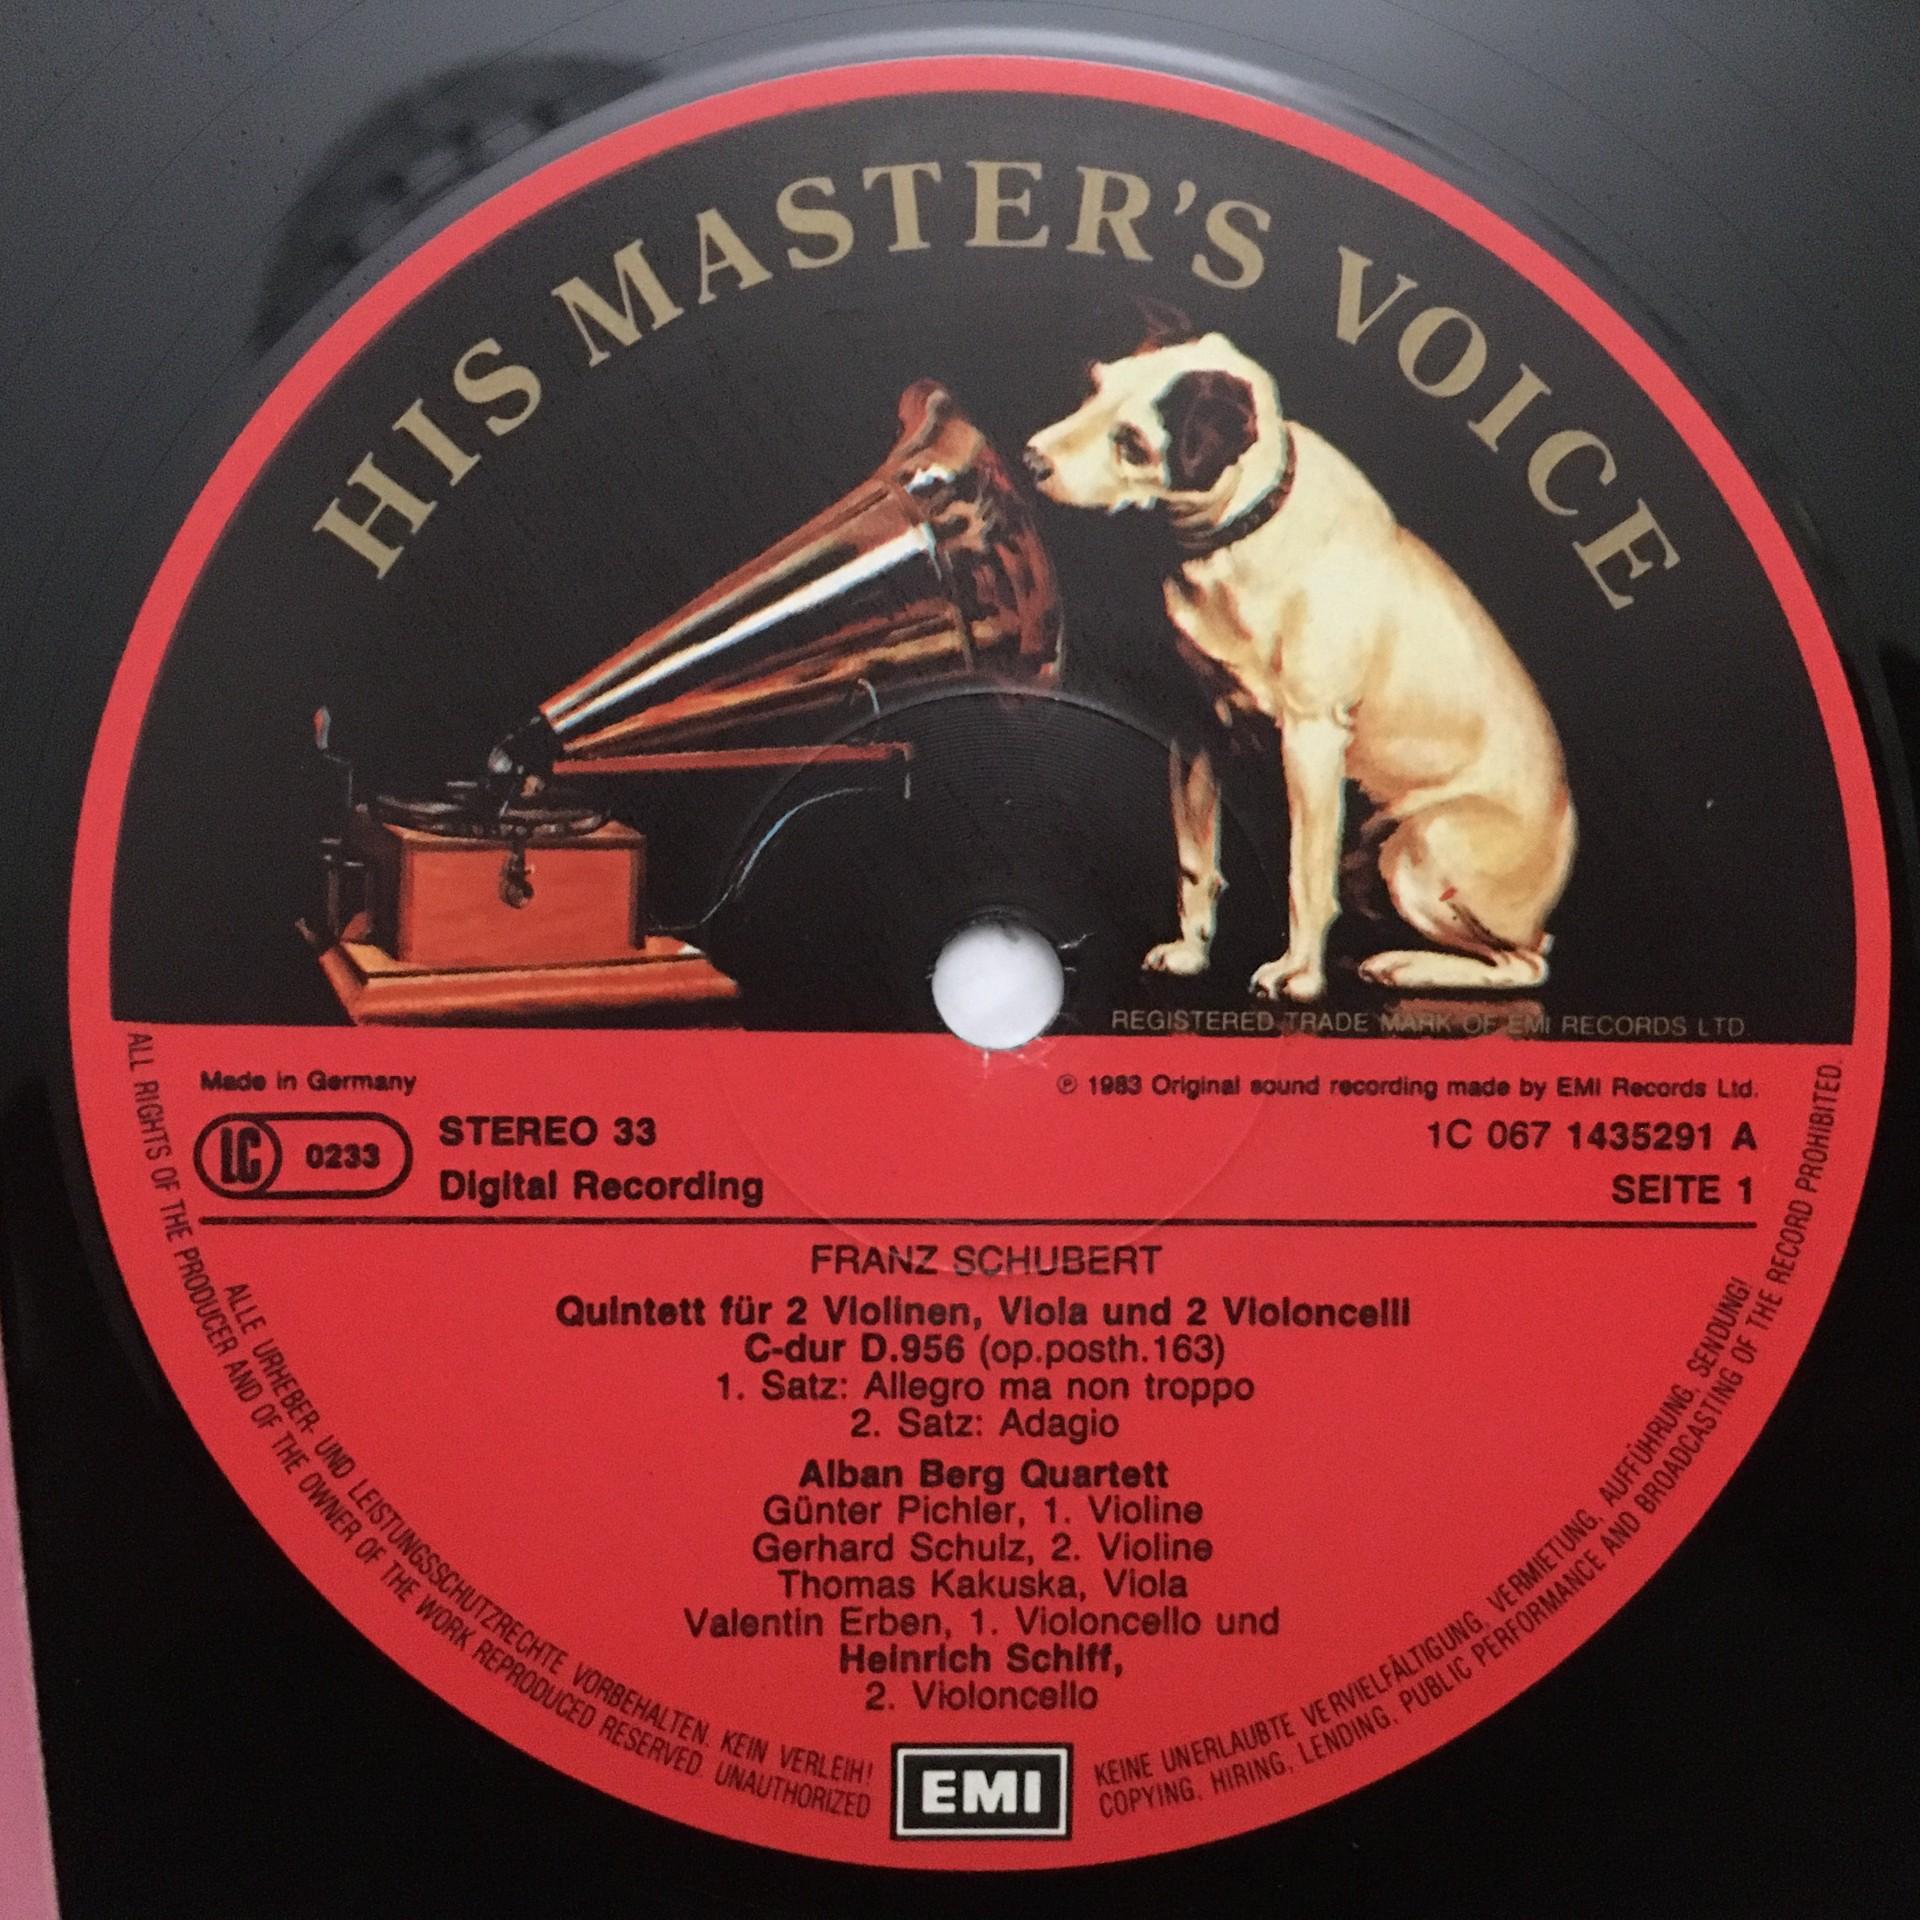 HIS MASTER'S VOICE
REGISTERED TRADE MARK OF EMI RECORDS LTD.
Made in Germany
℗ 1983 Original sound recording made by EMI Records Ltd.
LC 0233
STEREO 33
Digital Recording
1C 067 1435291 A
SEITE 1
FRANZ SCHUBERT
Quintett für 2 Violinen, Viola und 2 Violoncelli
C-dur D.956 (op.posth.163)
1. Satz: Allegro ma non troppo
2. Satz: Adagio
Alban Berg Quartett
Günter Pichler, 1. Violine
Gerhard Schulz, 2. Violine
Thomas Kakuska, Viola
Valentin Erben, 1. Violoncello und
Heinrich Schiff,
2. Violoncello
EMI
ALLE URHEBER- UND LEISTUNGSSCHUTZRECHTE VORBEHALTEN. KEIN VERLEIH! KEINE UNERLAUBTE VERVIELFÄLTIGUNG, VERMIETUNG, AUFFÜHRUNG, SENDUNG!
ALL RIGHTS OF THE PRODUCER AND OF THE OWNER OF THE WORK REPRODUCED RESERVED. UNAUTHORIZED COPYING, HIRING, LENDING, PUBLIC PERFORMANCE AND BROADCASTING OF THE RECORD PROHIBITED.